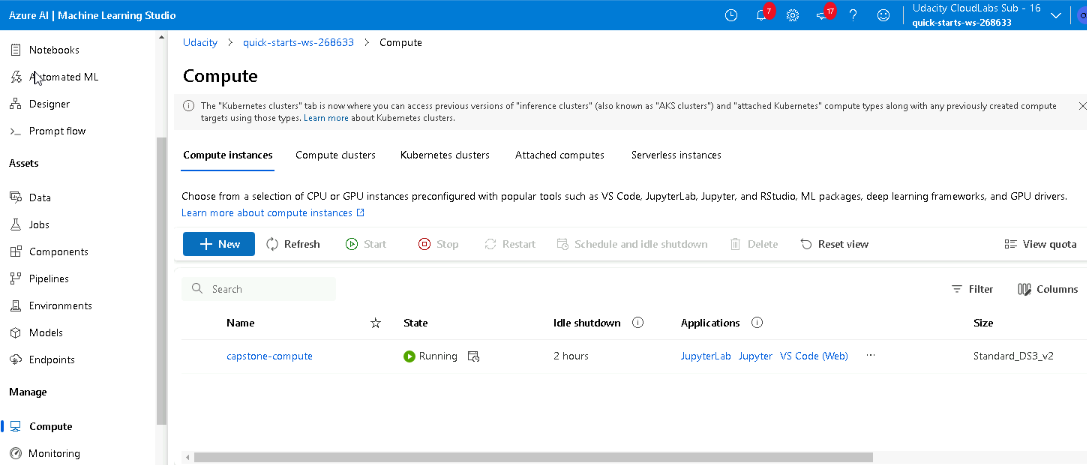 Azure AI | Machine Learning Studio
7
17
Udacity CloudLabs Sub - 16
quick-starts-ws-268633
Notebooks
Automated ML
Designer
Prompt flow
Assets
Data
Jobs
Components
Pipelines
Environments
Models
Endpoints
Manage
Compute
Monitoring
Udacity > quick-starts-ws-268633 > Compute
Compute
The "Kubernetes clusters" tab is now where you can access previous versions of "inference clusters" (also known as "AKS clusters") and "attached Kubernetes" compute types along with any previously created compute
targets using those types. Learn more about Kubernetes clusters.
Compute instances Compute clusters Kubernetes clusters Attached computes Serverless instances
Choose from a selection of CPU or GPU instances preconfigured with popular tools such as VS Code, JupyterLab, Jupyter, and RStudio, ML packages, deep learning frameworks, and GPU drivers.
Learn more about compute instances
New Refresh Start Stop Restart Schedule and idle shutdown Delete Reset view View quota
Search Filter Columns
Name State Idle shutdown Applications Size
capstone-compute Running 2 hours JupyterLab Jupyter VS Code (Web) ... Standard_DS3_v2